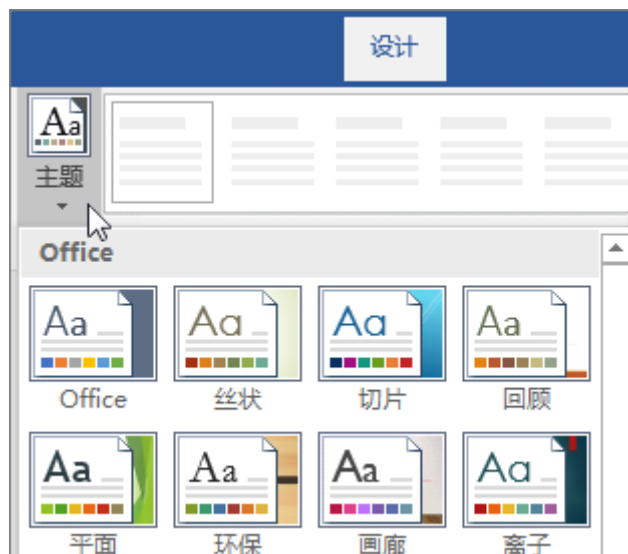 设计
Aa
主题
Office
Aa Aa Aa Aa
Office 丝状 切片 回顾
Aa Aa Aa Aa
平面 环保 画廊 离子